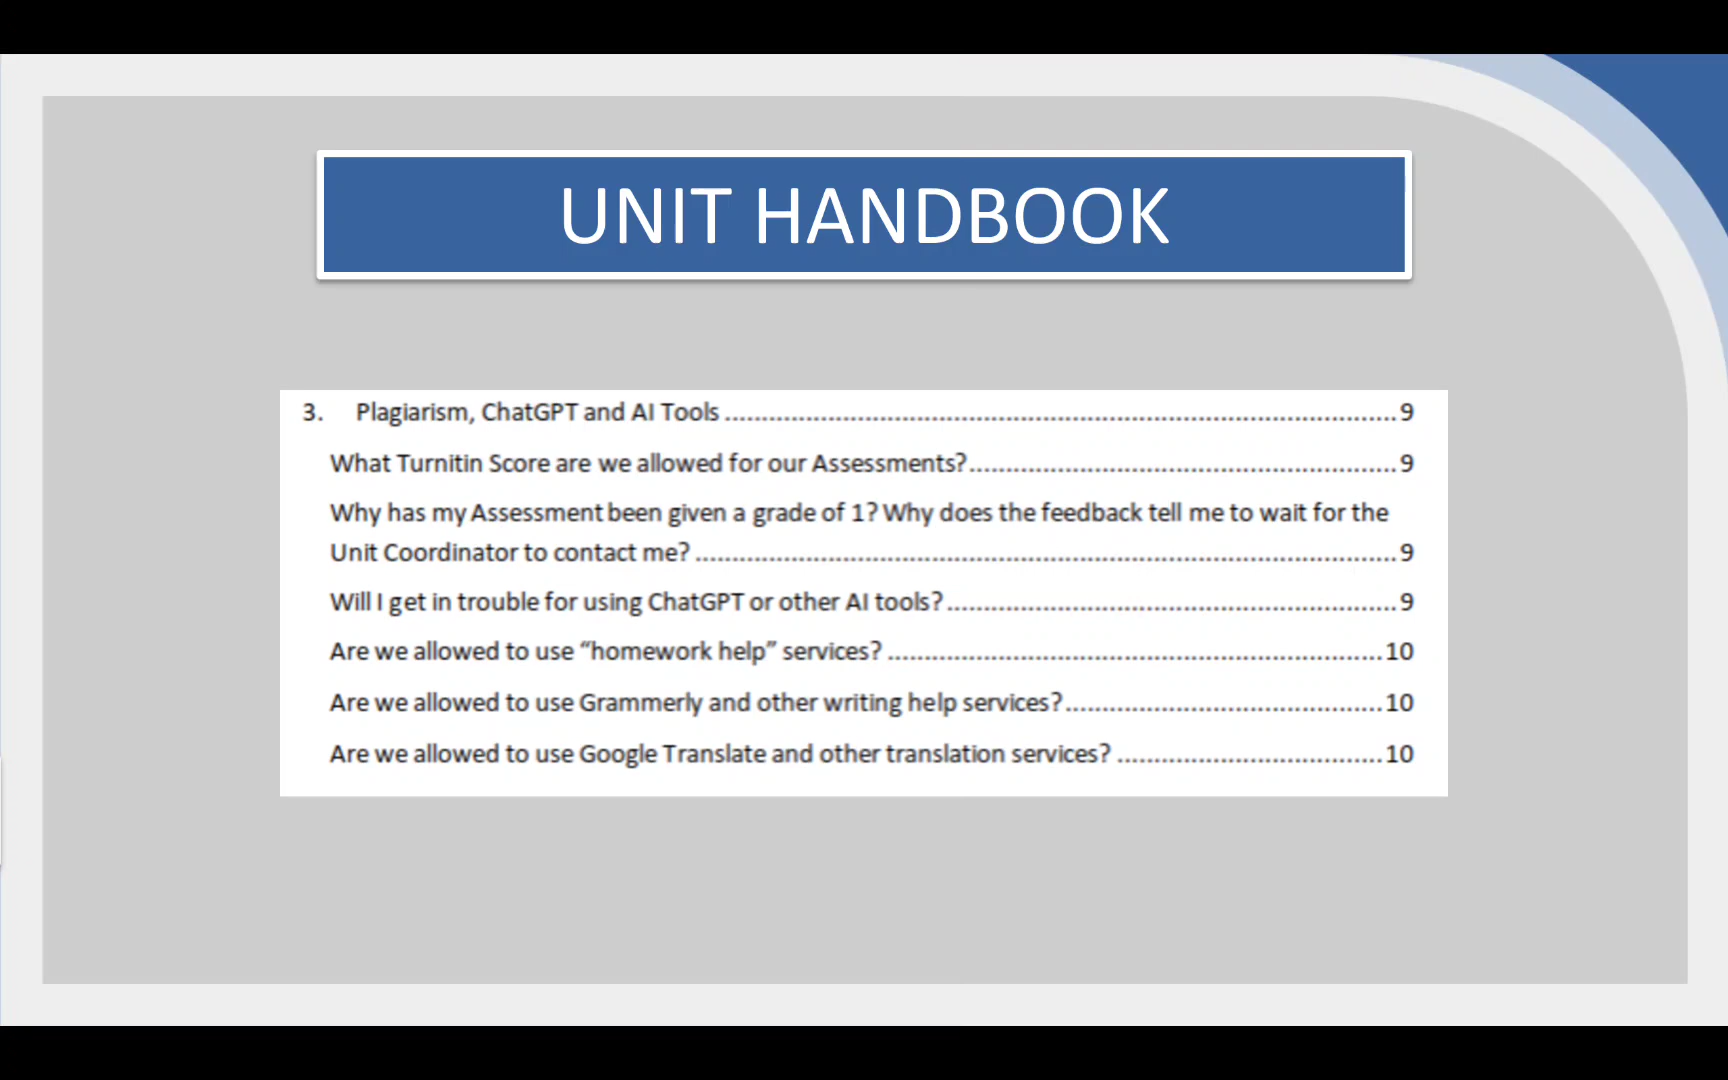 UNIT HANDBOOK
3. Plagiarism, ChatGPT and AI Tools ........................................................................................ 9
What Turnitin Score are we allowed for our Assessments? ........................................................ 9
Why has my Assessment been given a grade of 1? Why does the feedback tell me to wait for the
Unit Coordinator to contact me? ............................................................................................ 9
Will I get in trouble for using ChatGPT or other AI tools? ........................................................... 9
Are we allowed to use “homework help” services? ................................................................. 10
Are we allowed to use Grammerly and other writing help services? .......................................... 10
Are we allowed to use Google Translate and other translation services? ................................... 10